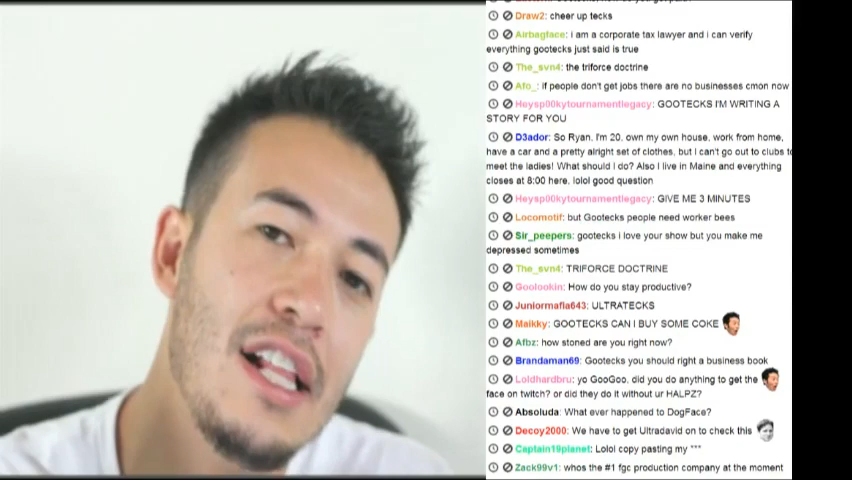 Draw2: cheer up tecks
Airbagface: i am a corporate tax lawyer and i can verify
everything gootecks just said is true
The_svn4: the triforce doctrine
Afo_: if people don't get jobs there are no businesses cmon now
Heysp00kytournamentlegacy: GOOTECKS I'M WRITING A
STORY FOR YOU
D3ador: So Ryan. I'm 20. own my own house, work from home,
have a car and a pretty alright set of clothes, but I can't go out to clubs to
meet the ladies! What should I do? Also I live in Maine and everything
closes at 8:00 here. lolol good question
Heysp00kytournamentlegacy: GIVE ME 3 MINUTES
Locomotif: but Gootecks people need worker bees
Sir_peepers: gootecks i love your show but you make me
depressed sometimes
The_svn4: TRIFORCE DOCTRINE
Goolookin: How do you stay productive?
Juniormafia643: ULTRATECKS
Maikky: GOOTECKS CAN I BUY SOME COKE
Afbz: how stoned are you right now?
Brandaman69: Gootecks you should right a business book
Loldhardbru: yo GooGoo, did you do anything to get the
face on twitch? or did they do it without ur HALPZ?
Absoluda: What ever happened to DogFace?
Decoy2000: We have to get Ultradavid on to check this
Captain19planet: Lolol copy pasting my ***
Zack99v1: whos the #1 fgc production company at the moment